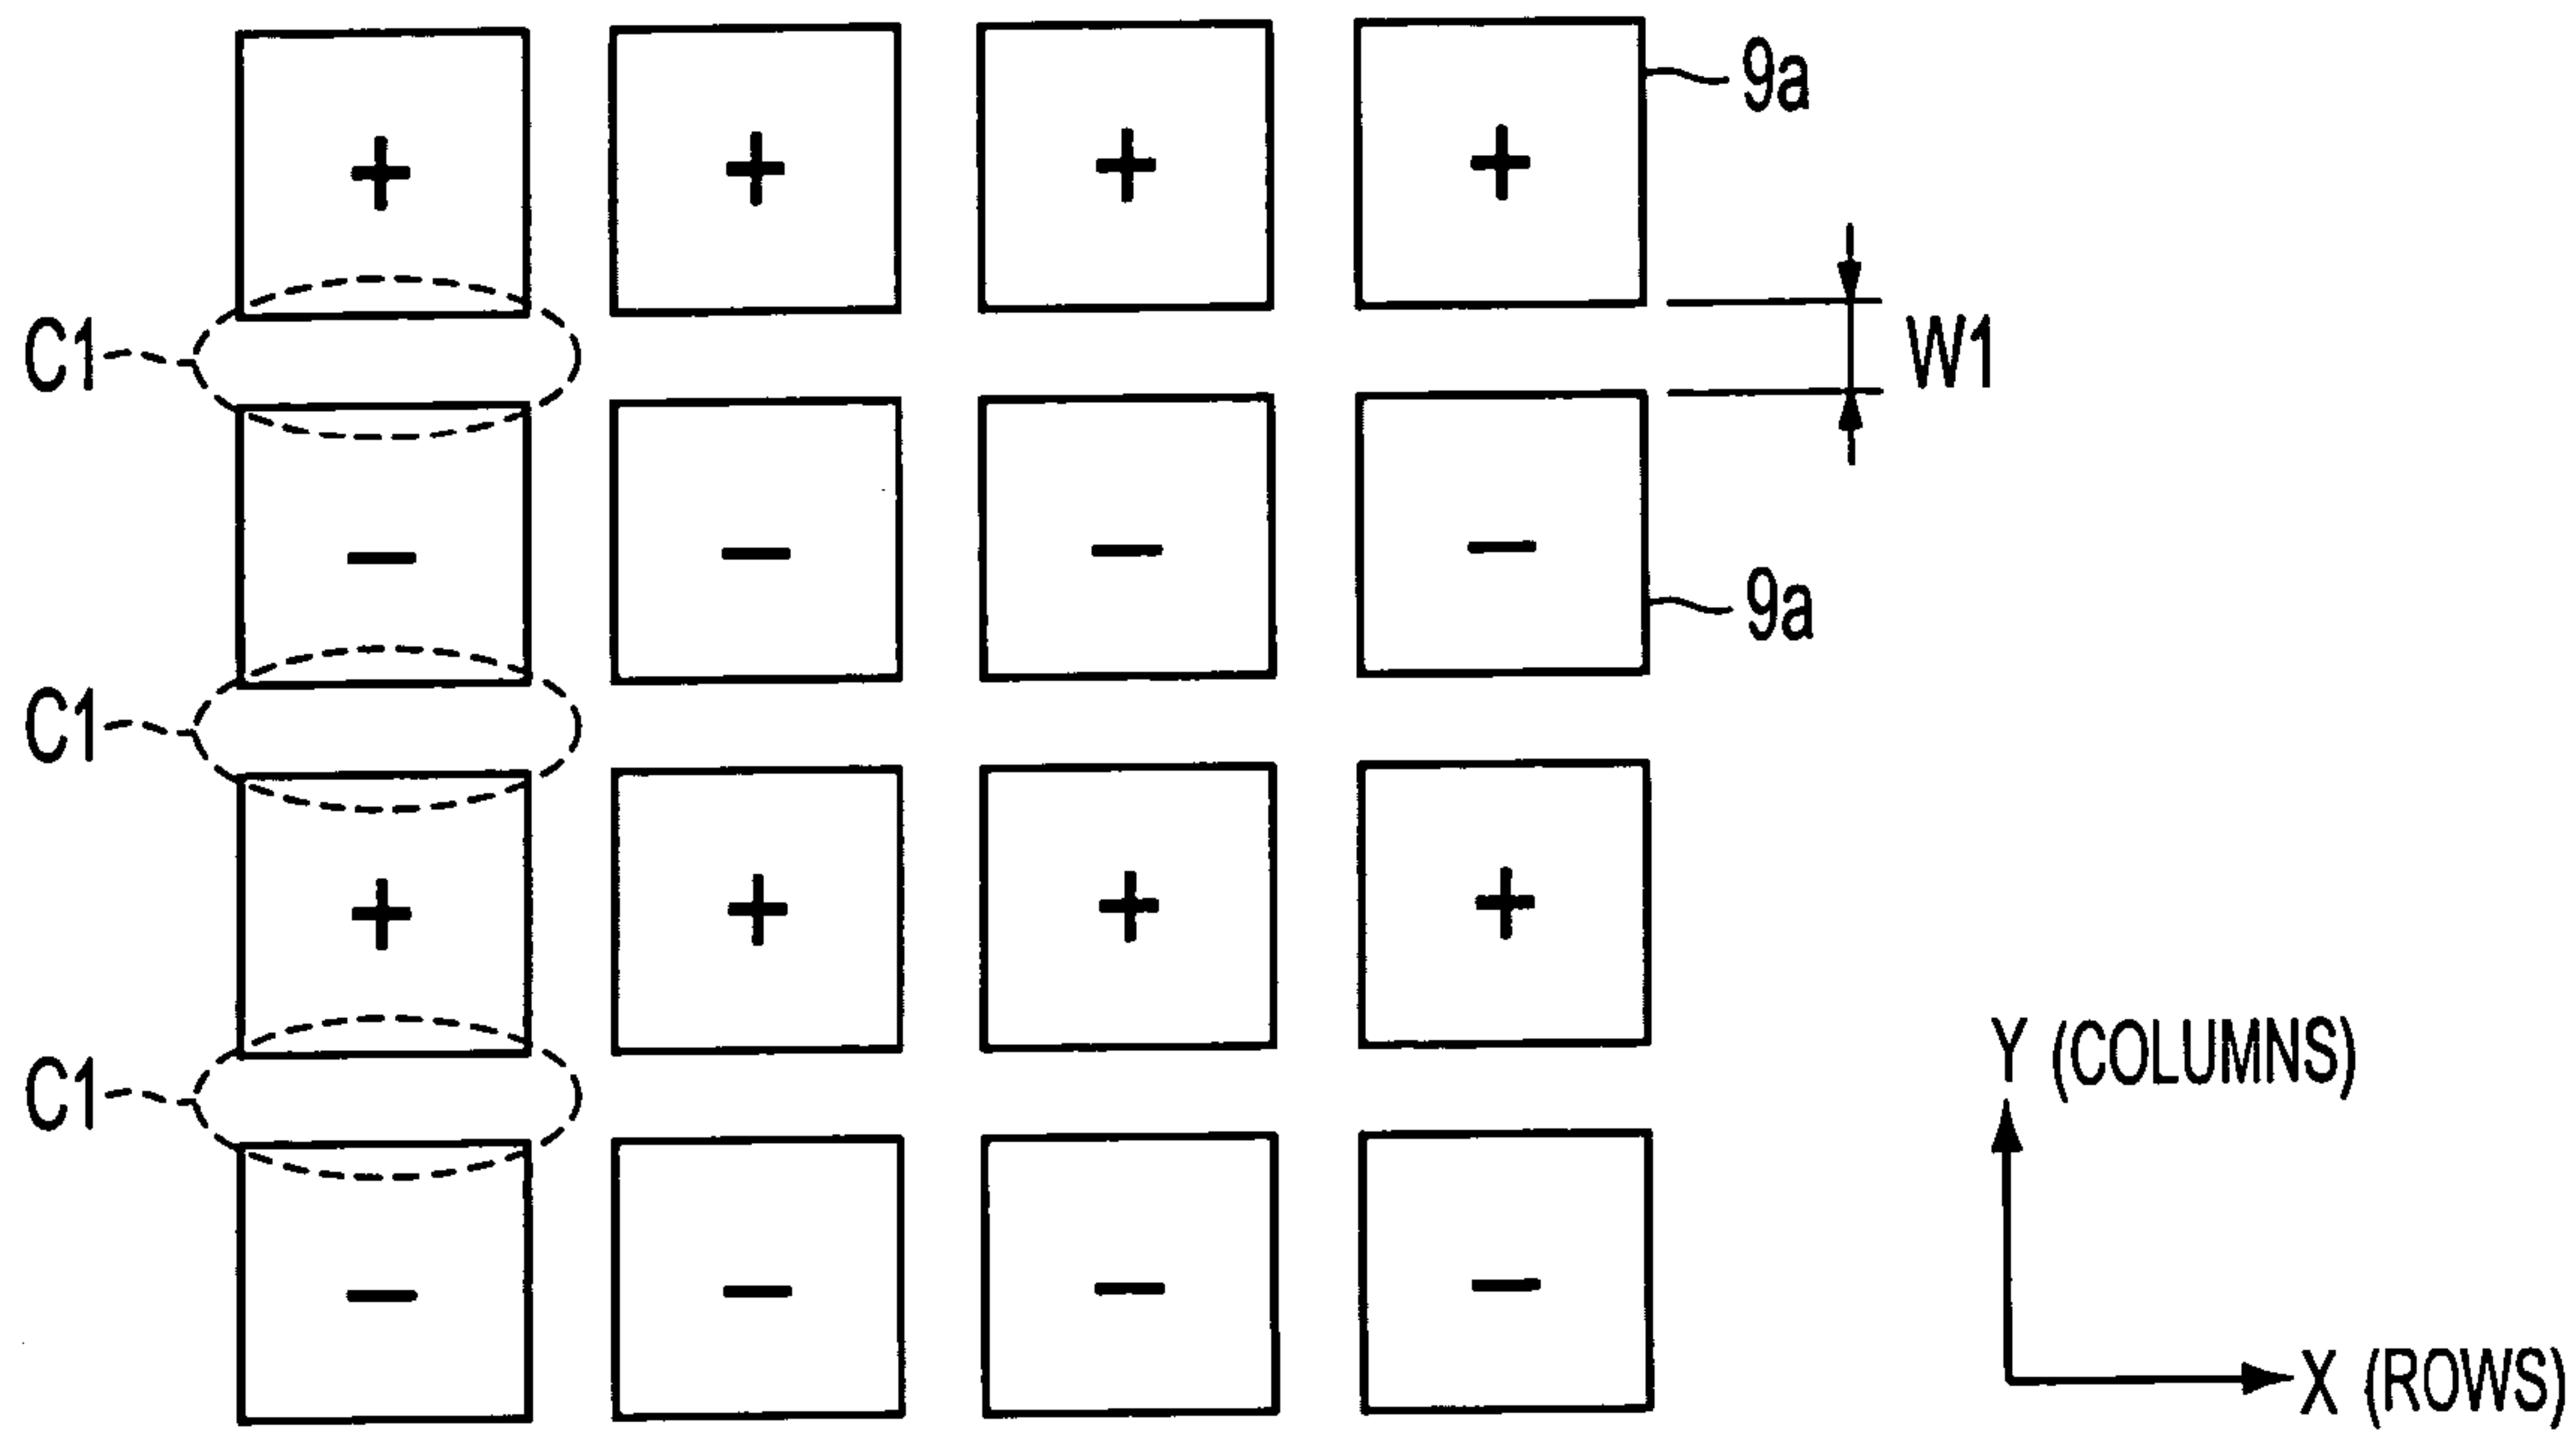 + + + + 9a
C1 W1
− − − − 9a
C1
+ + + +
C1 Y (COLUMNS)
− − − −
X (ROWS)